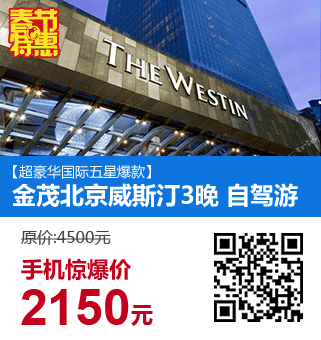 春节
特惠
THE WESTIN
【超豪华国际五星爆款】
金茂北京威斯汀3晚 自驾游
原价:4500元
手机惊爆价
2150元